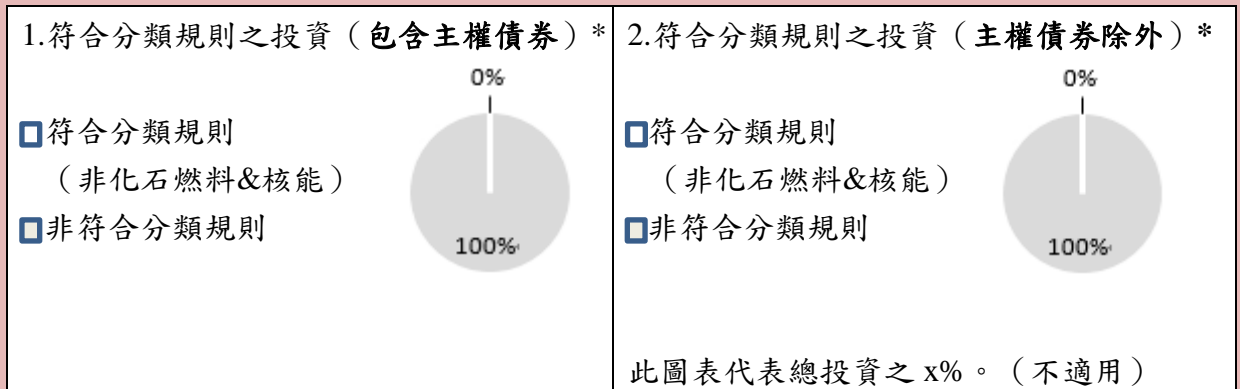 1.符合分類規則之投資（包含主權債券）*
0%
符合分類規則
（非化石燃料&核能）
非符合分類規則
100%
2.符合分類規則之投資（主權債券除外）*
0%
符合分類規則
（非化石燃料&核能）
非符合分類規則
100%
此圖表代表總投資之 x%。（不適用）